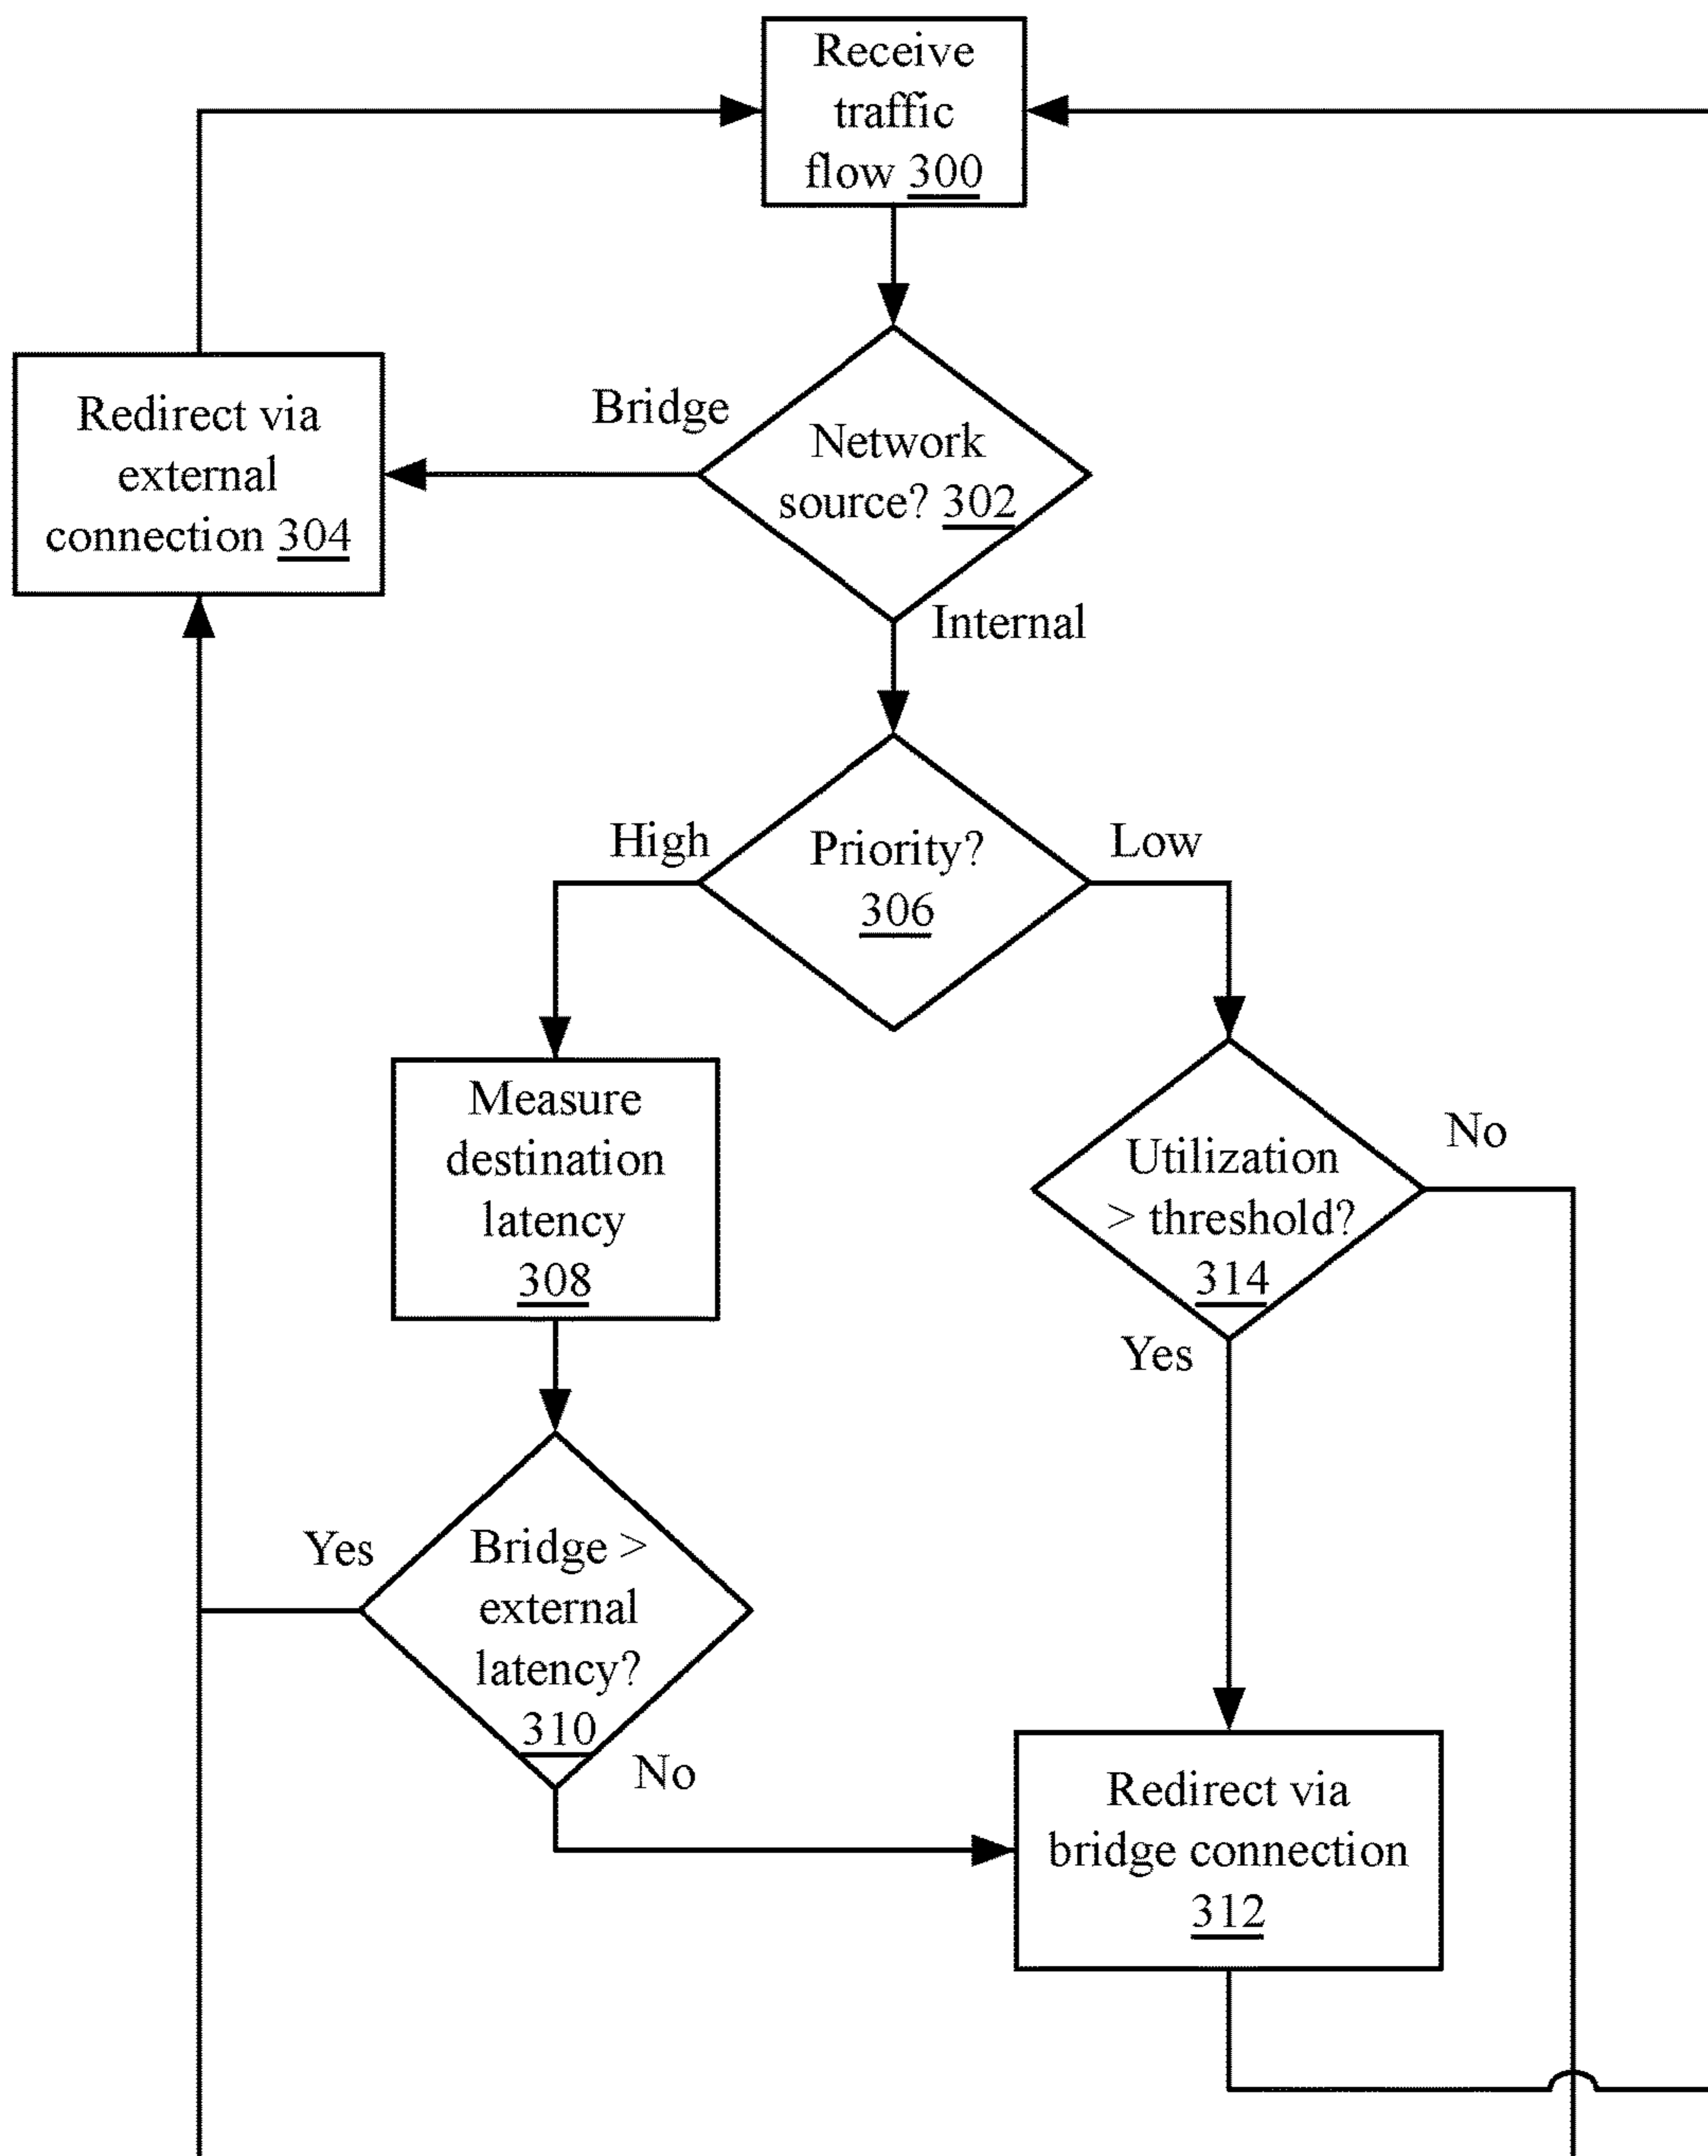 Receive
traffic
flow 300
Bridge
Network
source? 302
Redirect via
external
connection 304
Internal
High
Priority?
306
Low
Measure
destination
latency
308
Utilization
> threshold?
314
No
Yes
Yes
Bridge >
external
latency?
310
No
Redirect via
bridge connection
312